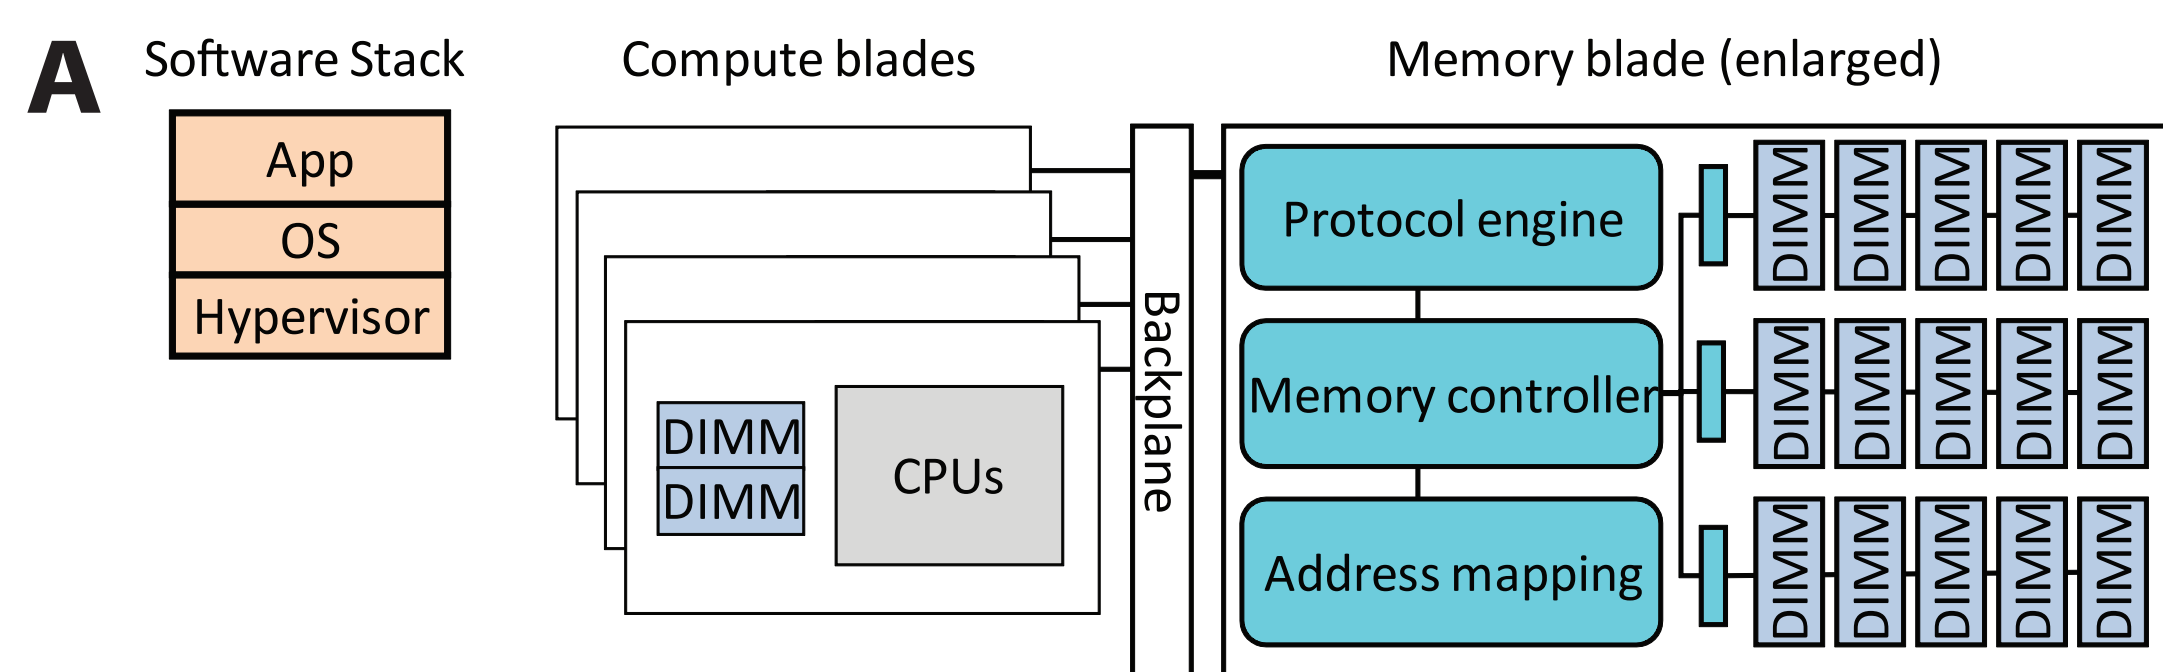 A
Software Stack
App
OS
Hypervisor
Compute blades
DIMM
DIMM
CPUs
Backplane
Memory blade (enlarged)
Protocol engine
Memory controller
Address mapping
DIMM DIMM DIMM DIMM DIMM
DIMM DIMM DIMM DIMM DIMM
DIMM DIMM DIMM DIMM DIMM